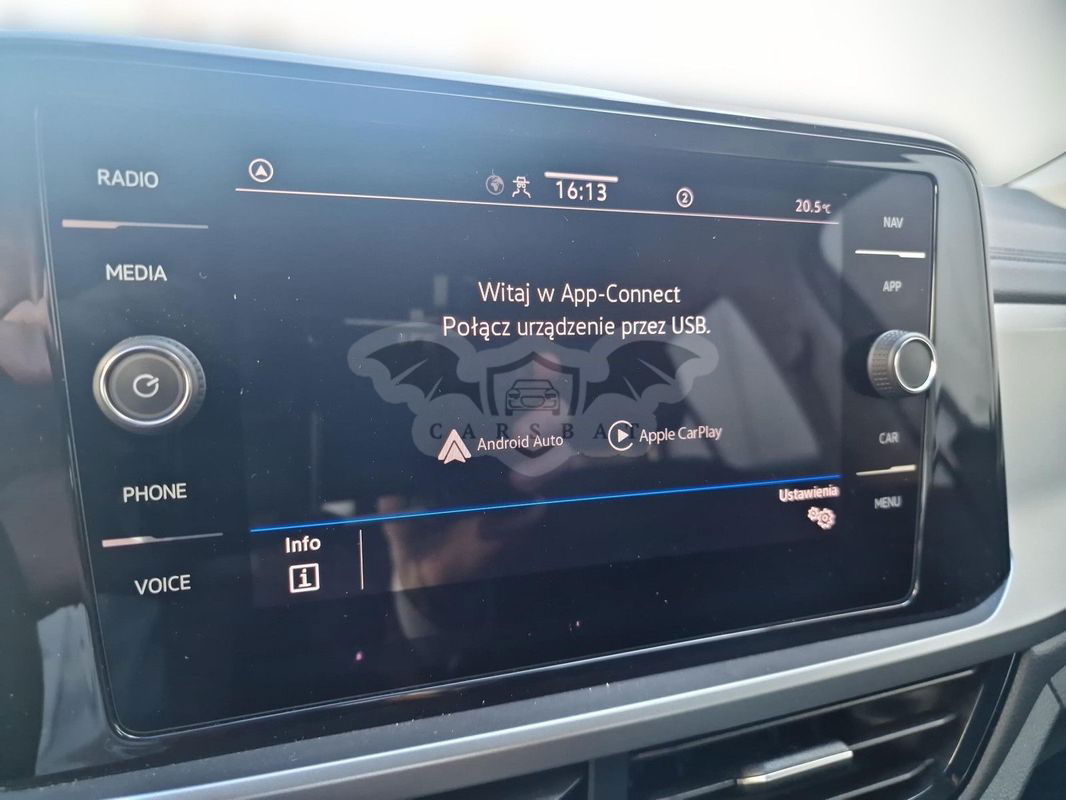 RADIO
16:13
2
20.5°C
NAV
MEDIA
APP
Witaj w App-Connect
Połącz urządzenie przez USB.
CARSBAT
Android Auto
Apple CarPlay
CAR
PHONE
Ustawienia
MENU
Info
i
VOICE